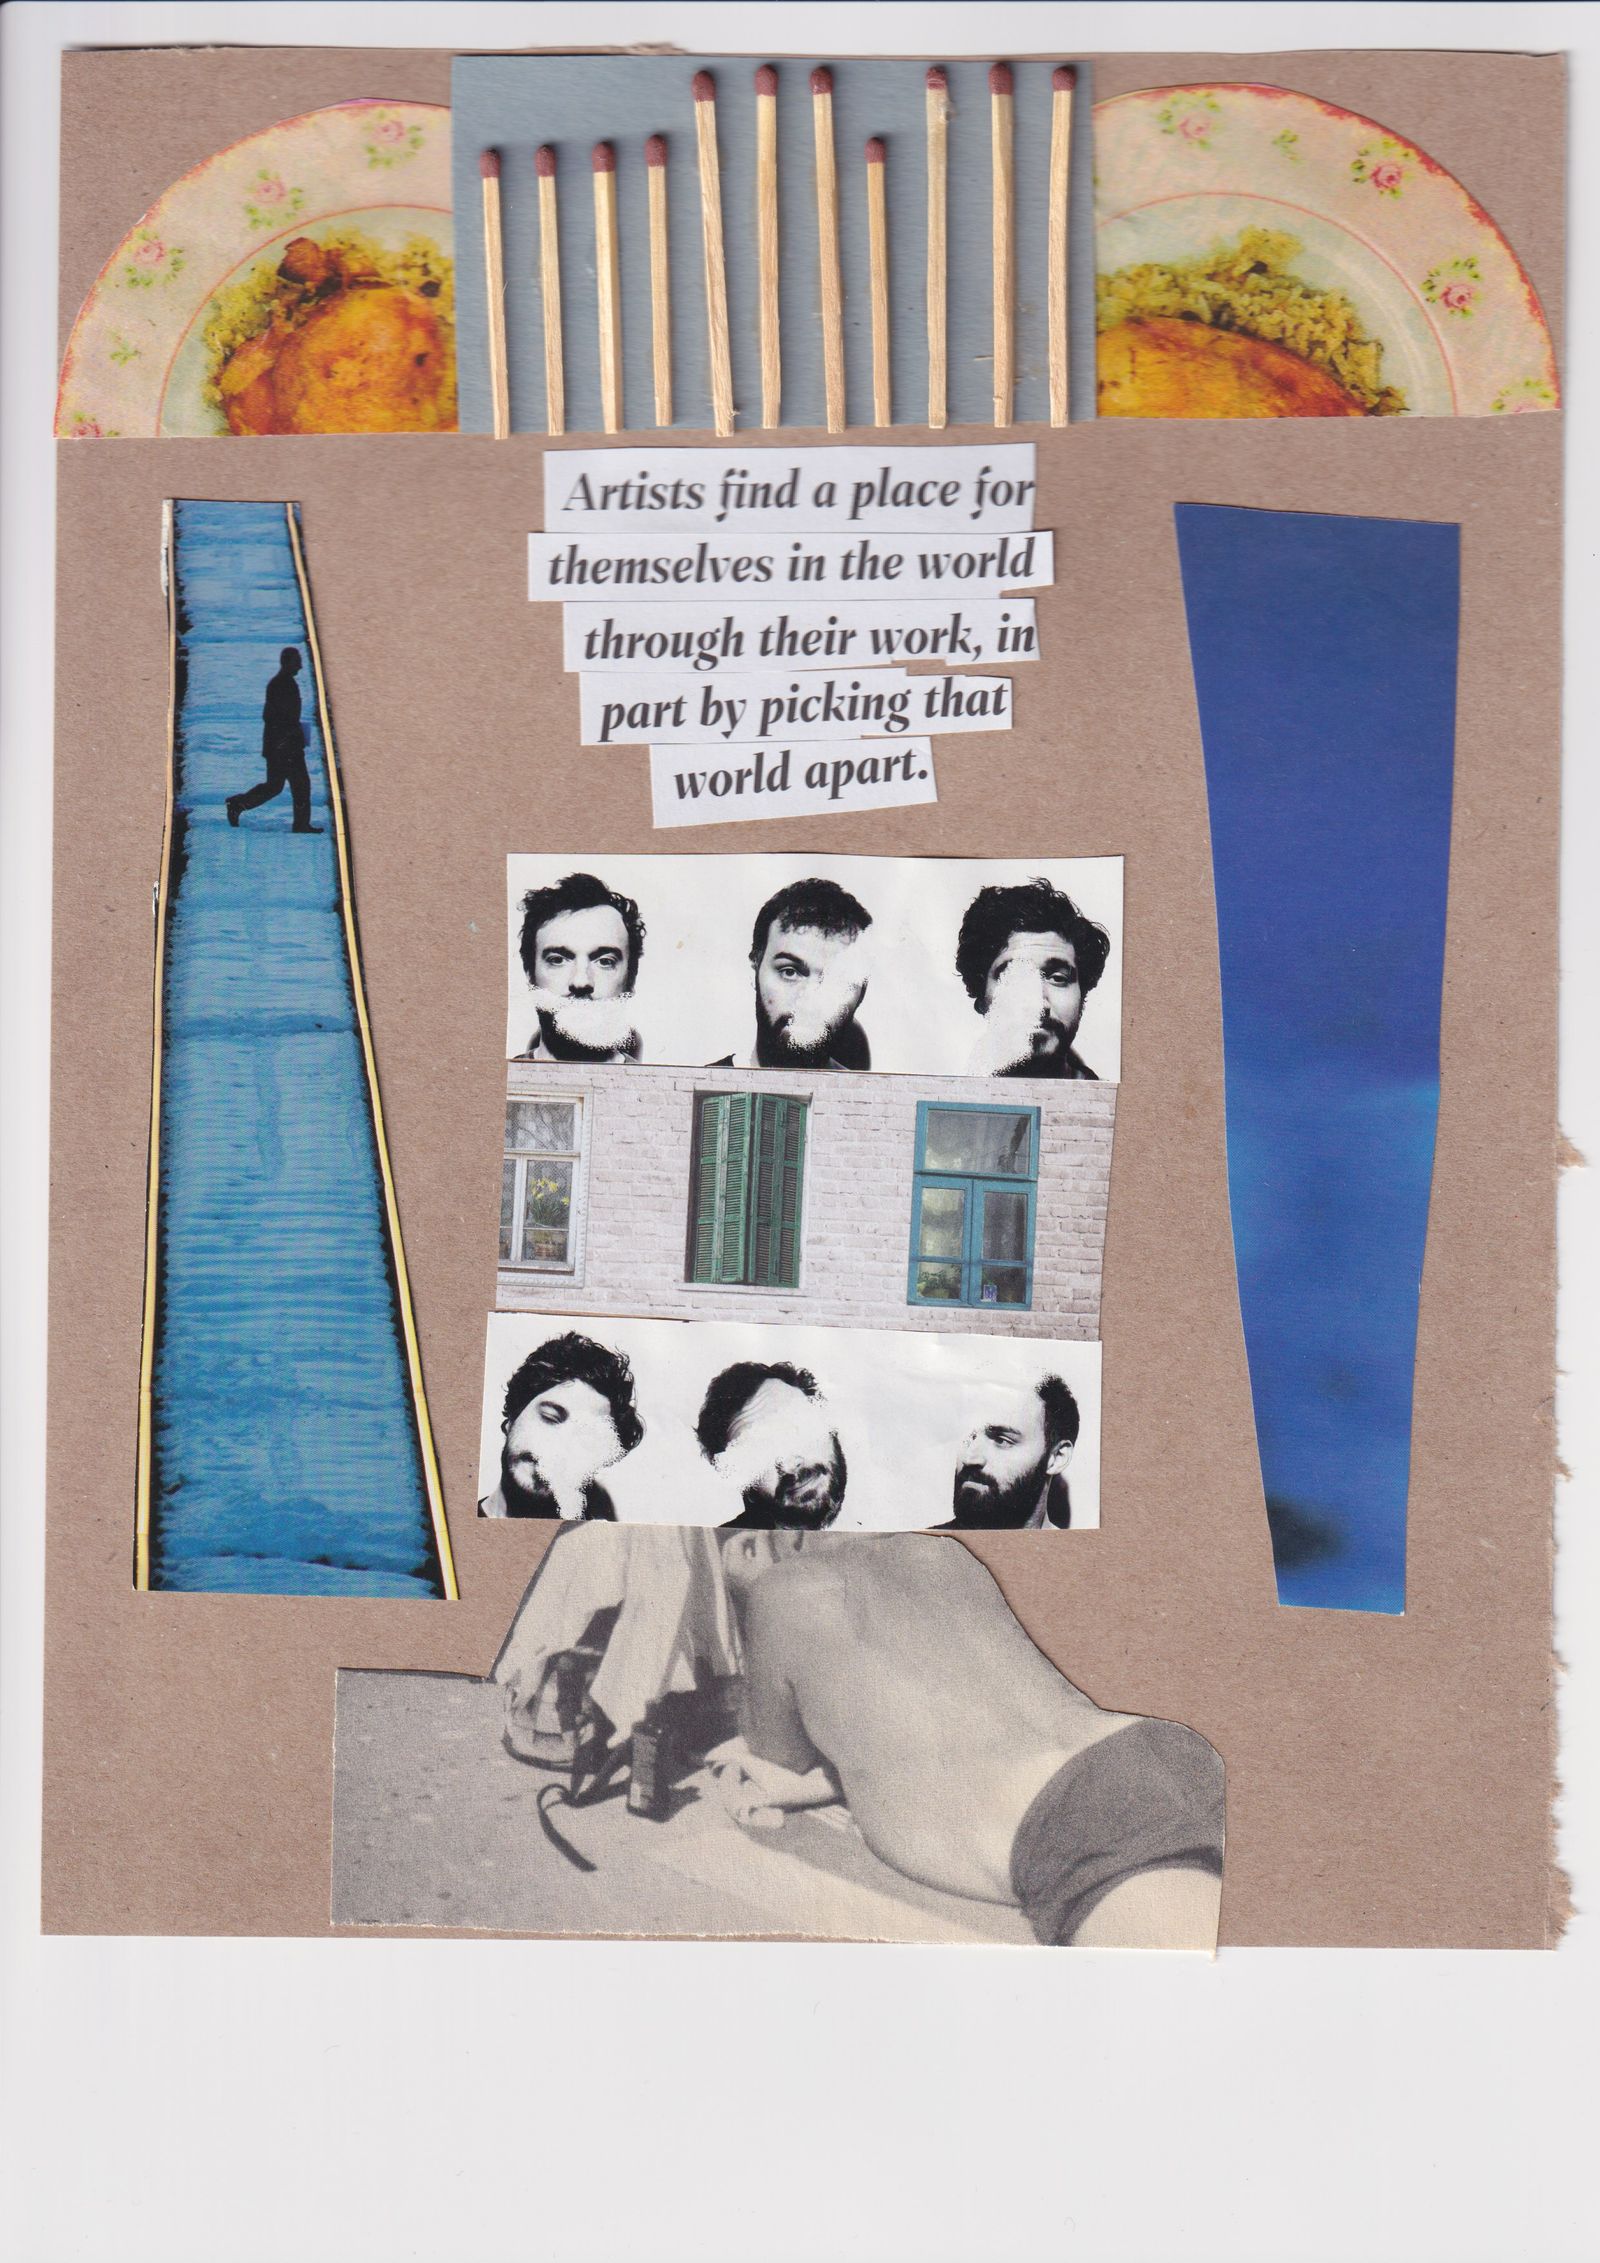 Artists find a place for
themselves in the world
through their work, in
part by picking that
world apart.